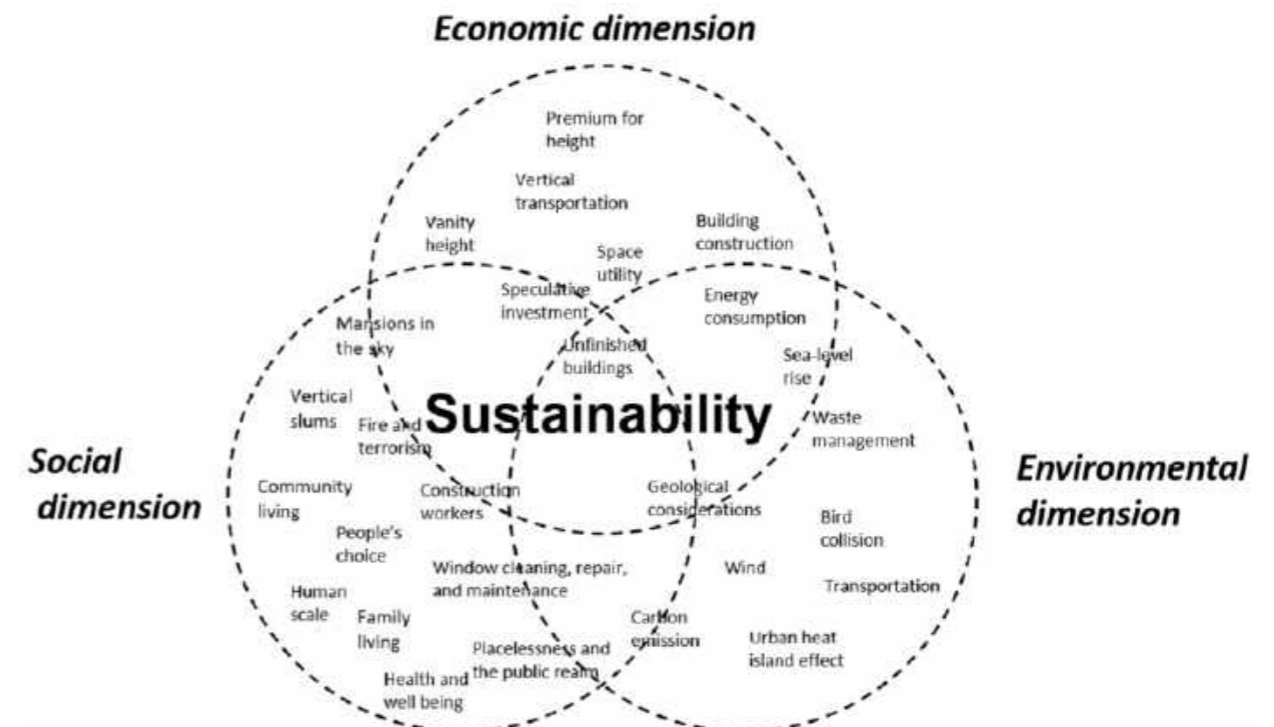 Economic dimension
Premium for
height
Vertical
transportation
Vanity
height
Building
construction
Space
utility
Speculative
investment
Energy
consumption
Mansions in
the sky
Unfinished
buildings
Sea-level
rise
Vertical
slums
Fire and
terrorism
Sustainability
Waste
management
Social
dimension
Environmental
dimension
Community
living
Construction
workers
Geological
considerations
People's
choice
Bird
collision
Window cleaning, repair,
and maintenance
Wind
Transportation
Human
scale
Family
living
Carbon
emission
Urban heat
island effect
Placelessness and
the public realm
Health and
well being